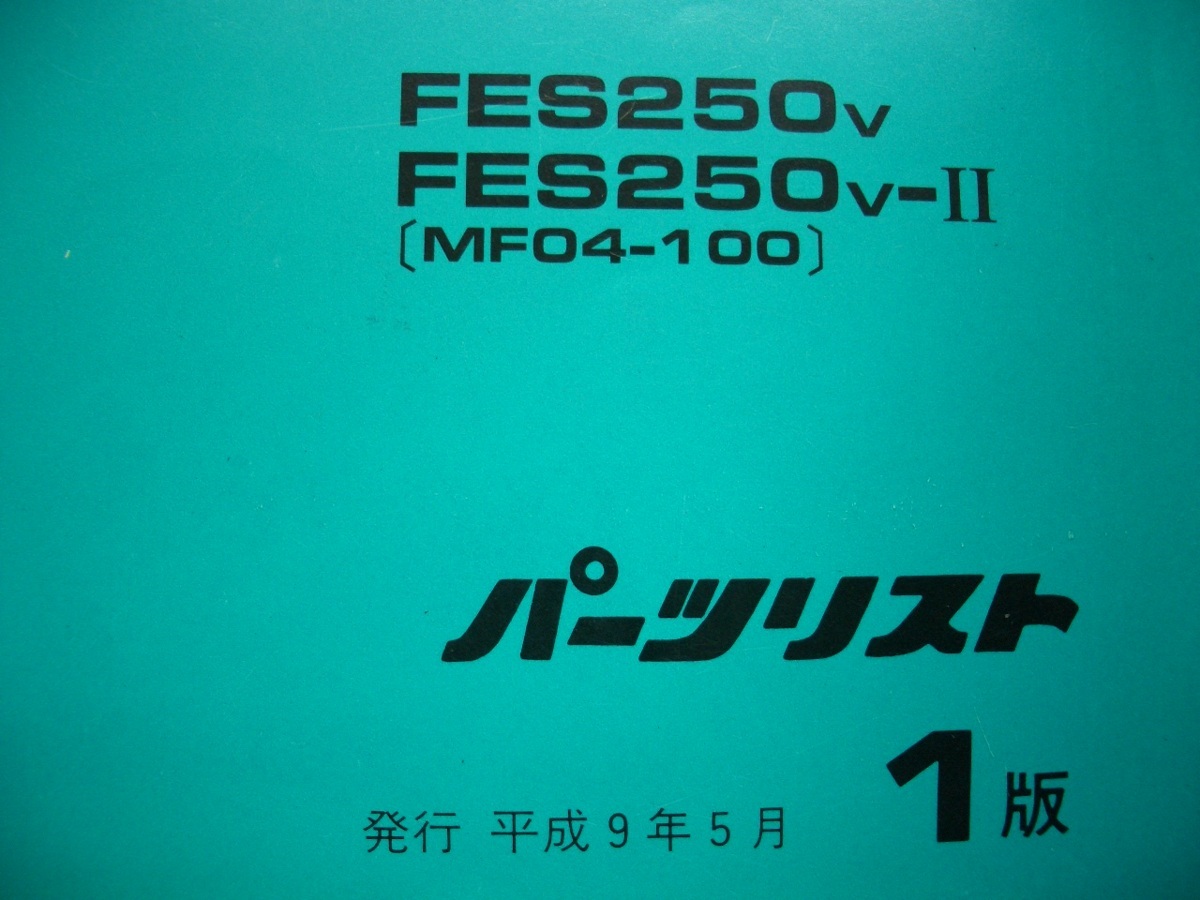 FES250V
FES250V-II
〔MF04-100〕
パーツリスト
1版
発行 平成9年5月